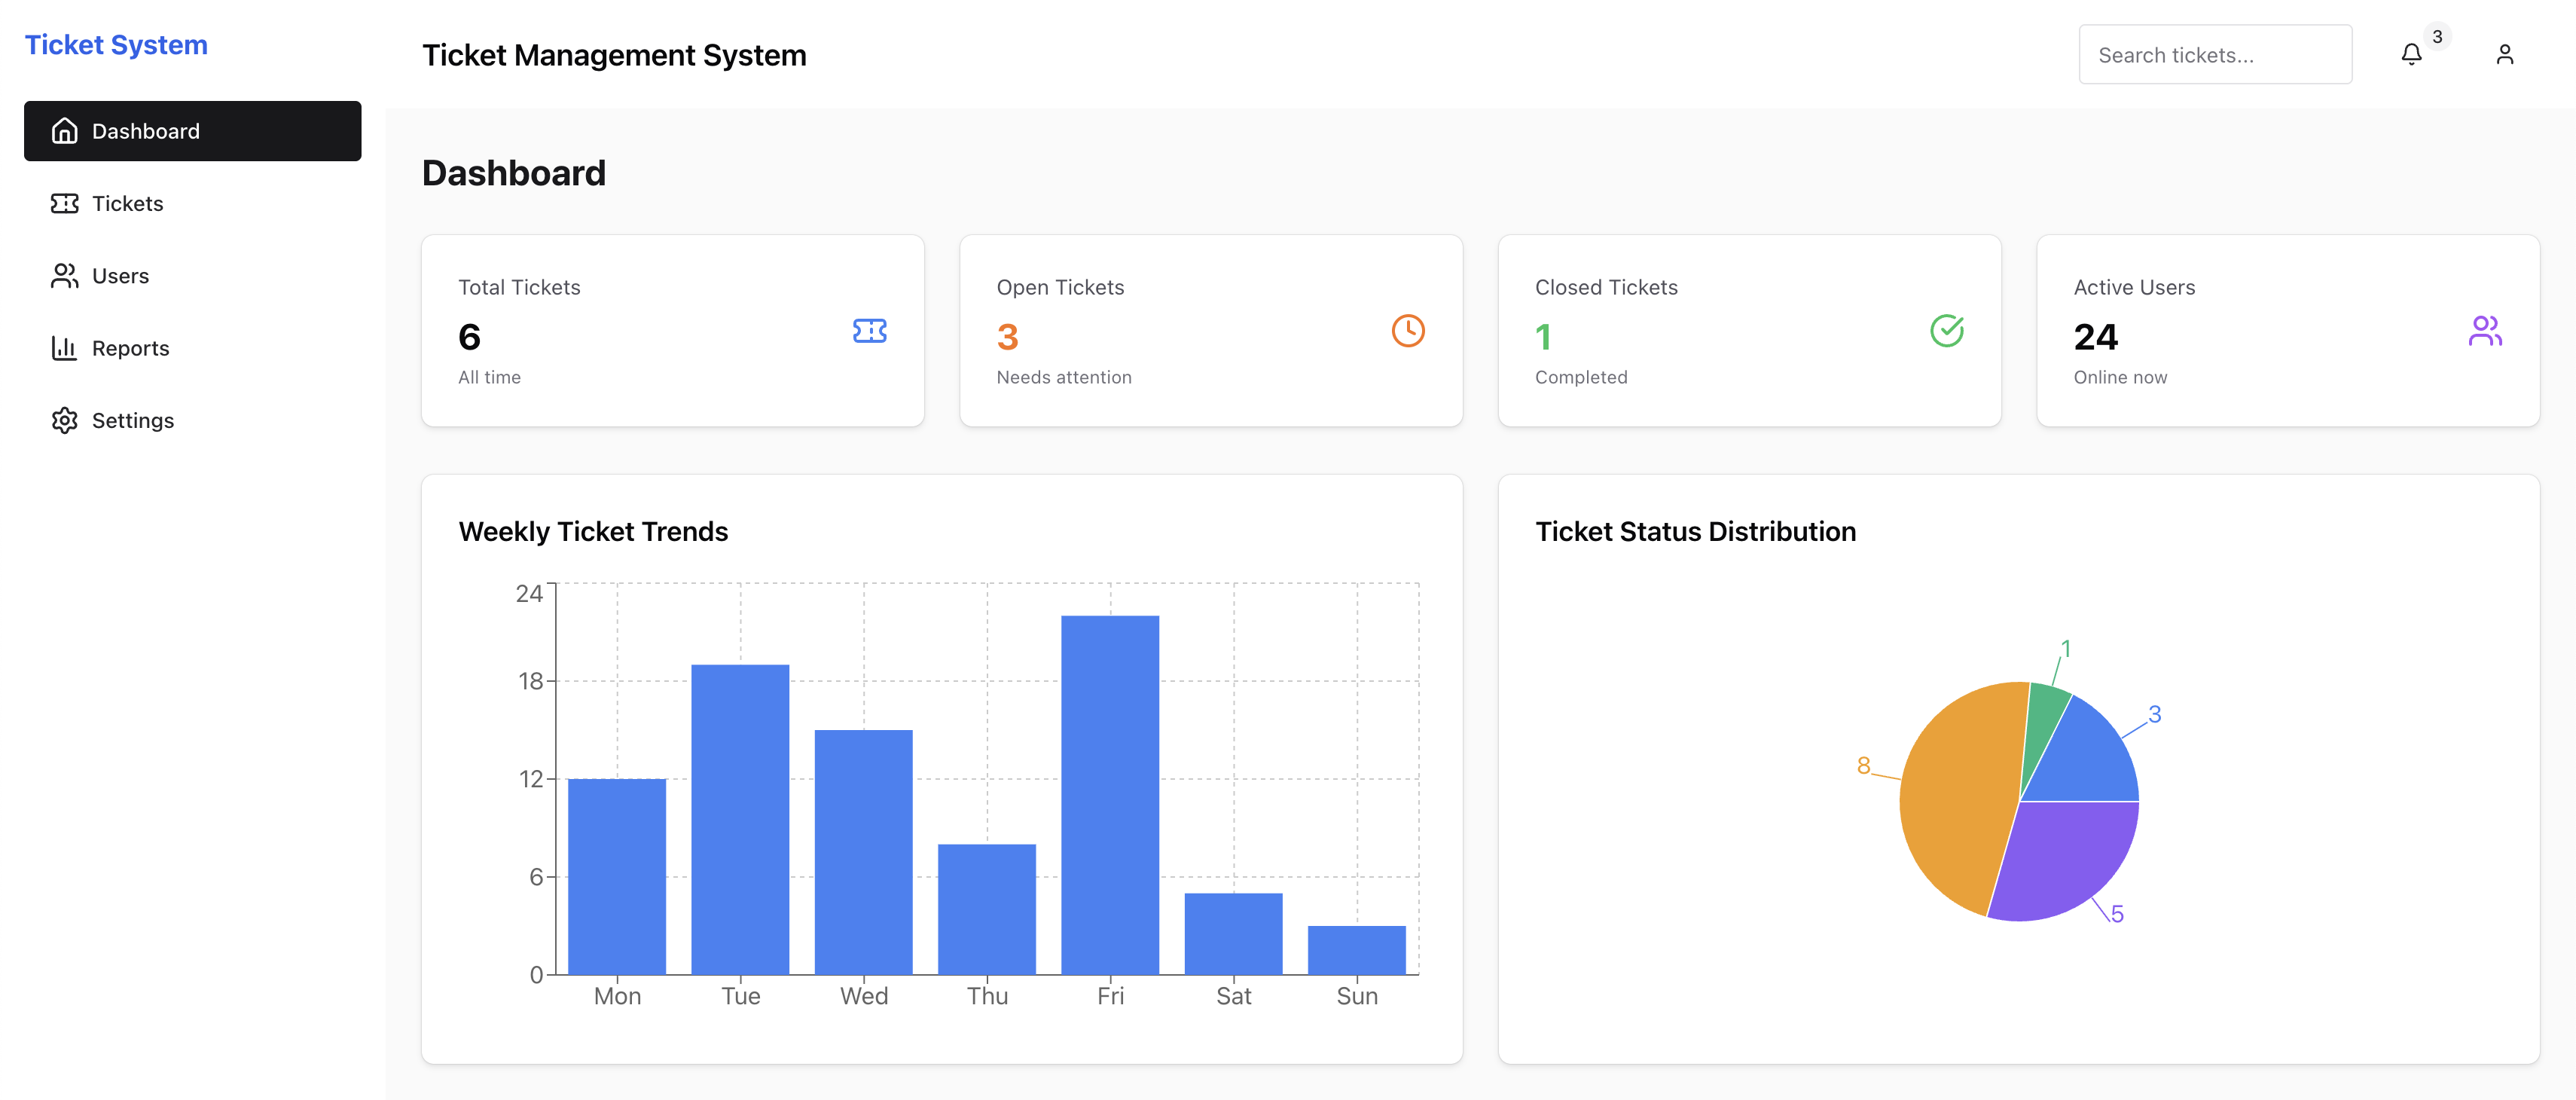 Ticket System
Dashboard
Tickets
Users
Reports
Settings
Ticket Management System
Search tickets...
3
Dashboard
Total Tickets
6
All time
Open Tickets
3
Needs attention
Closed Tickets
1
Completed
Active Users
24
Online now
Weekly Ticket Trends
24
18
12
6
0
Mon Tue Wed Thu Fri Sat Sun
Ticket Status Distribution
1
3
8
5